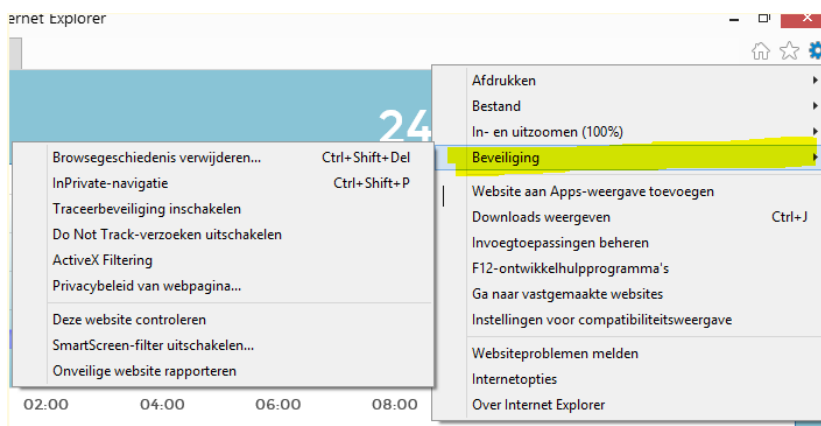 ernet Explorer
24
Afdrukken
Bestand
In- en uitzoomen (100%)
Beveiliging
Website aan Apps-weergave toevoegen
Downloads weergeven Ctrl+J
Invoegtoepassingen beheren
F12-ontwikkelhulpprogramma's
Ga naar vastgemaakte websites
Instellingen voor compatibiliteitsweergave
Websiteproblemen melden
Internetopties
Over Internet Explorer
Browsegeschiedenis verwijderen... Ctrl+Shift+Del
InPrivate-navigatie Ctrl+Shift+P
Traceerbeveiliging inschakelen
Do Not Track-verzoeken uitschakelen
ActiveX Filtering
Privacybeleid van webpagina...
Deze website controleren
SmartScreen-filter uitschakelen...
Onveilige website rapporteren
02:00 04:00 06:00 08:00